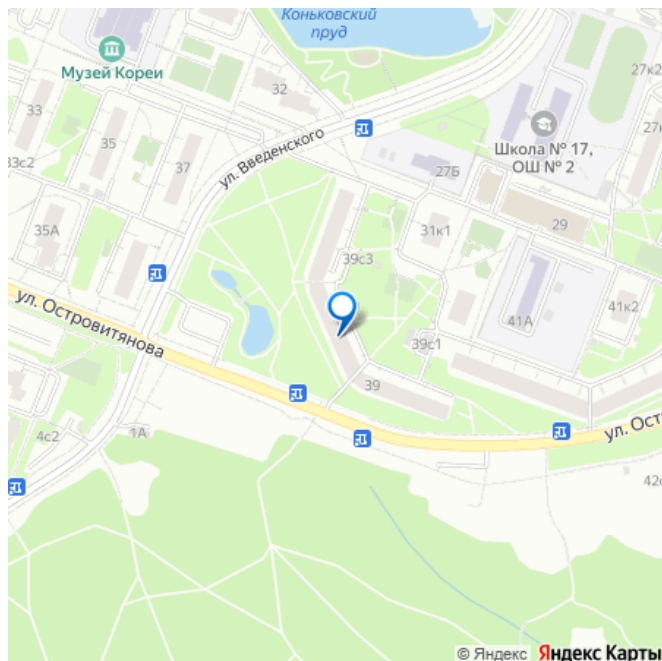 Коньковский
пруд
Музей Кореи
33
35
32
37
33с2
ул. Введенского
27к2
Школа № 17,
ОШ № 2
27Б
27к
35А
31к1
29
39с3
ул. Островитянова
41А
41к2
39с1
39
4с2
1А
ул. Ост
42с
© Яндекс Яндекс Карты